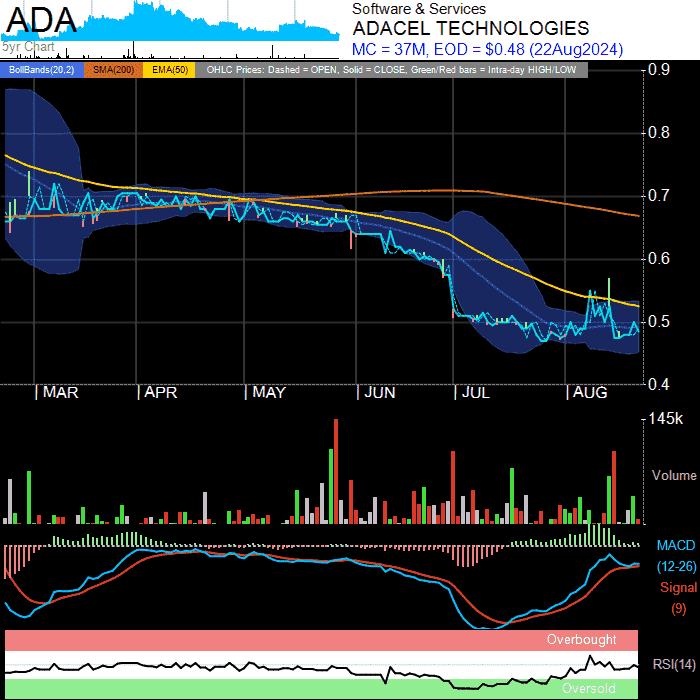 ADA
5yr Chart
Software & Services
ADACEL TECHNOLOGIES
MC = 37M, EOD = $0.48 (22Aug2024)
BollBands(20,2) SMA(200) EMA(50) OHLC Prices: Dashed = OPEN, Solid = CLOSE, Green/Red bars = Intra-day HIGH/LOW
0.9
0.8
0.7
0.6
0.5
0.4
| MAR | APR | MAY | JUN | JUL | AUG
145k
Volume
MACD
(12-26)
Signal
(9)
Overbought
RSI(14)
Oversold